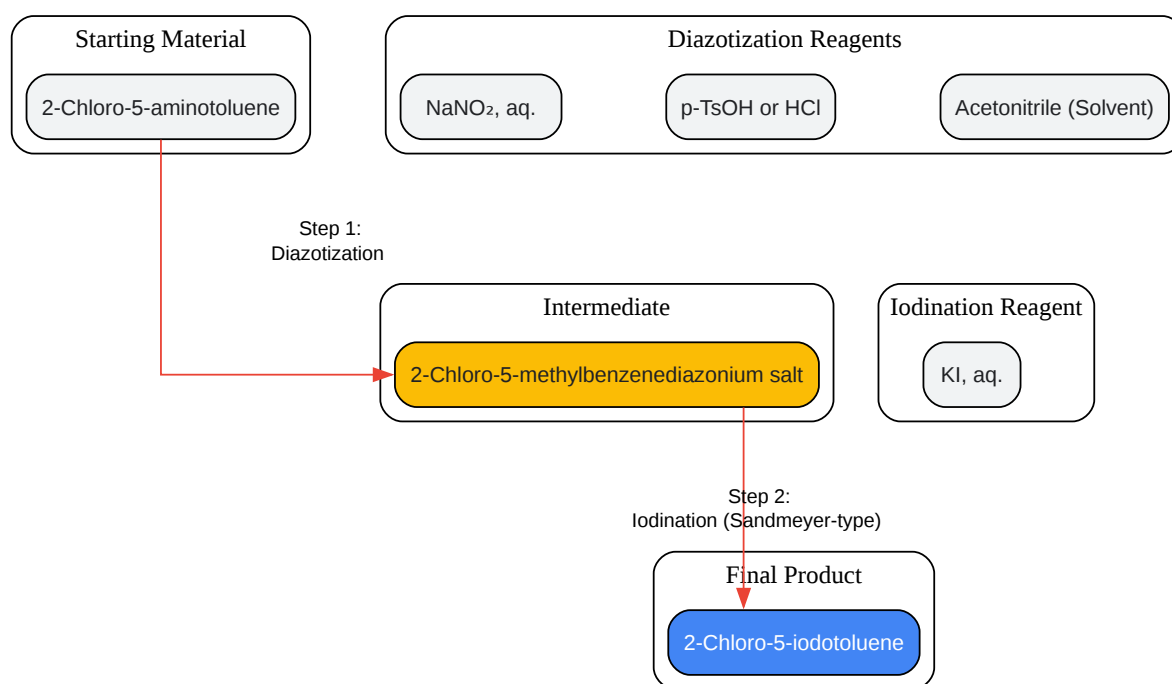 Starting Material
2-Chloro-5-aminotoluene
Diazotization Reagents
NaNO₂, aq.
p-TsOH or HCl
Acetonitrile (Solvent)
Step 1:
Diazotization
Intermediate
2-Chloro-5-methylbenzenediazonium salt
Iodination Reagent
KI, aq.
Step 2:
Iodination (Sandmeyer-type)
Final Product
2-Chloro-5-iodotoluene